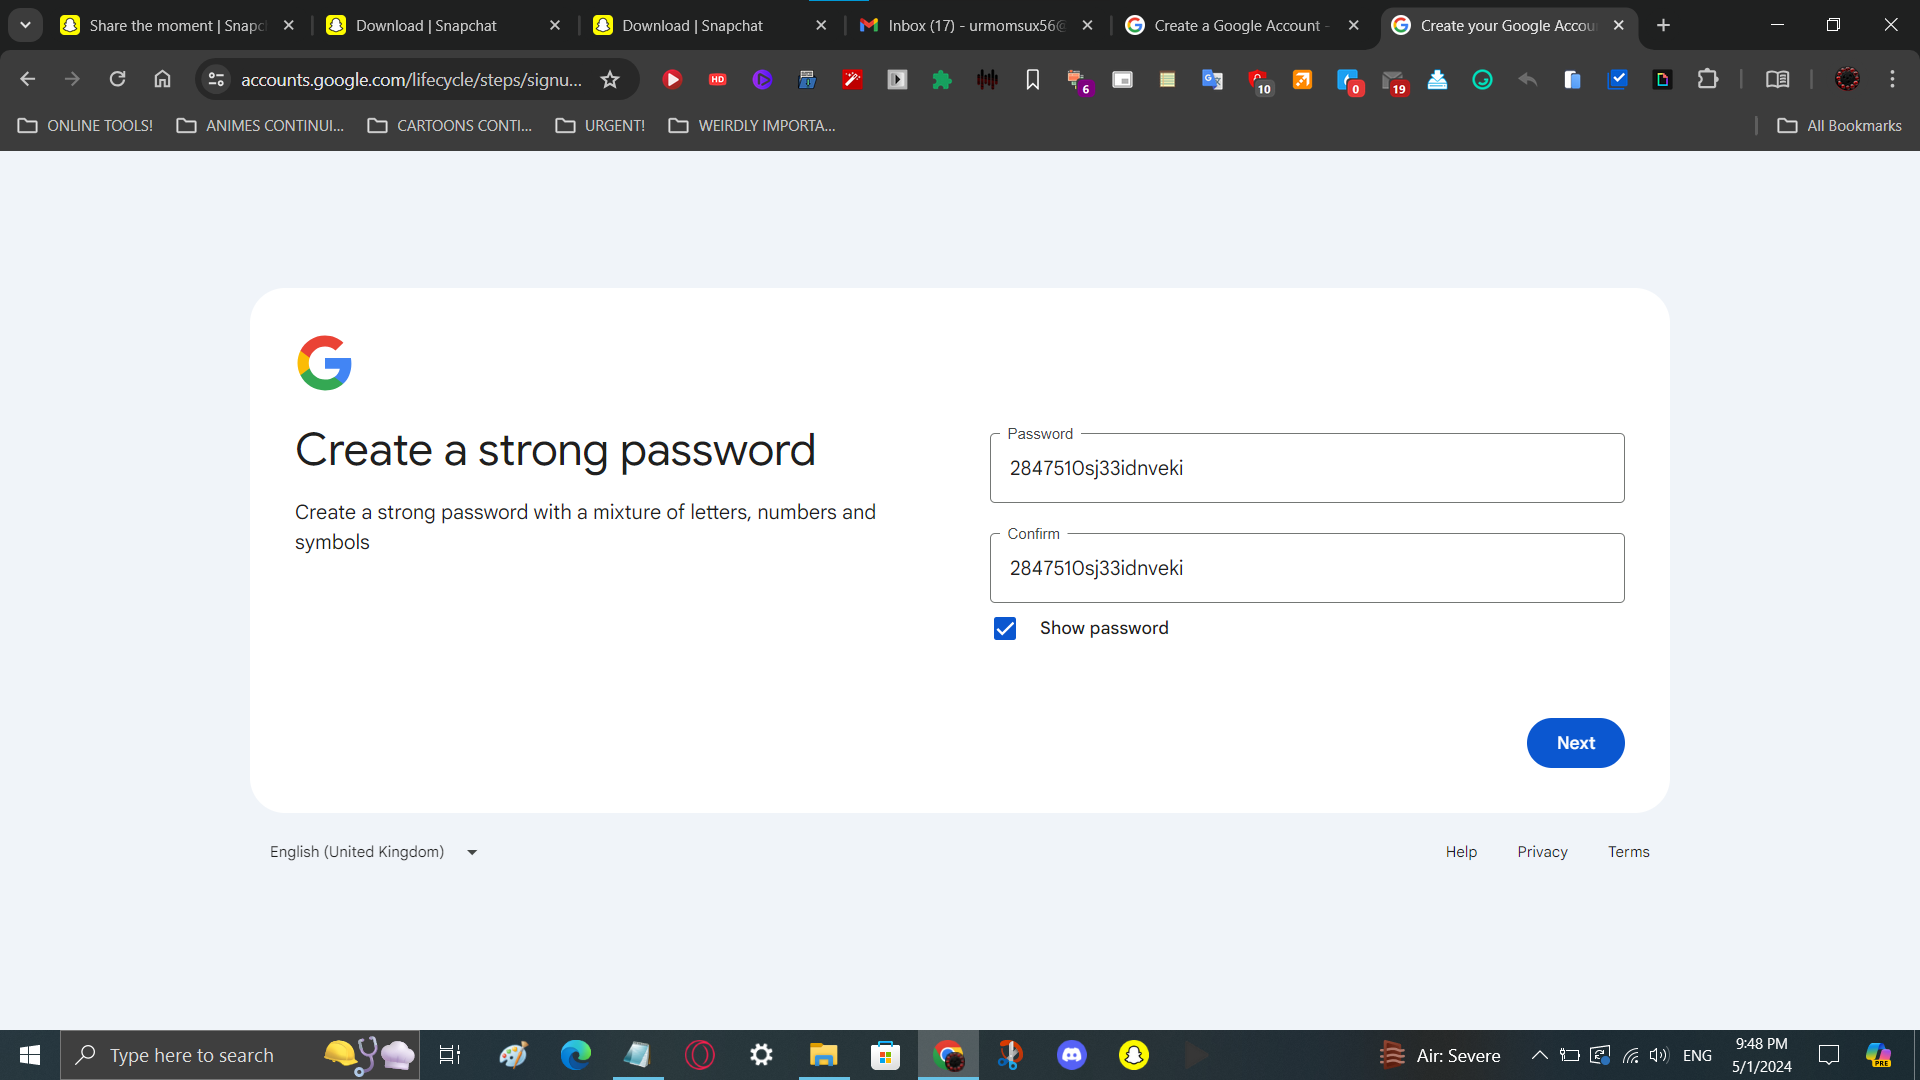 Share the moment | Snapc
Download | Snapchat
Download | Snapchat
Inbox (17) - urmomsux56@
Create a Google Account -
Create your Google Accou
accounts.google.com/lifecycle/steps/signu...
HD
6
10
0
19
ONLINE TOOLS!
ANIMES CONTINUI...
CARTOONS CONTI...
URGENT!
WEIRDLY IMPORTA...
All Bookmarks
Create a strong password
Create a strong password with a mixture of letters, numbers and
symbols
Password
2847510sj33idnveki
Confirm
2847510sj33idnveki
Show password
Next
English (United Kingdom)
Help
Privacy
Terms
Type here to search
Air: Severe
ENG
9:48 PM
5/1/2024
PRE